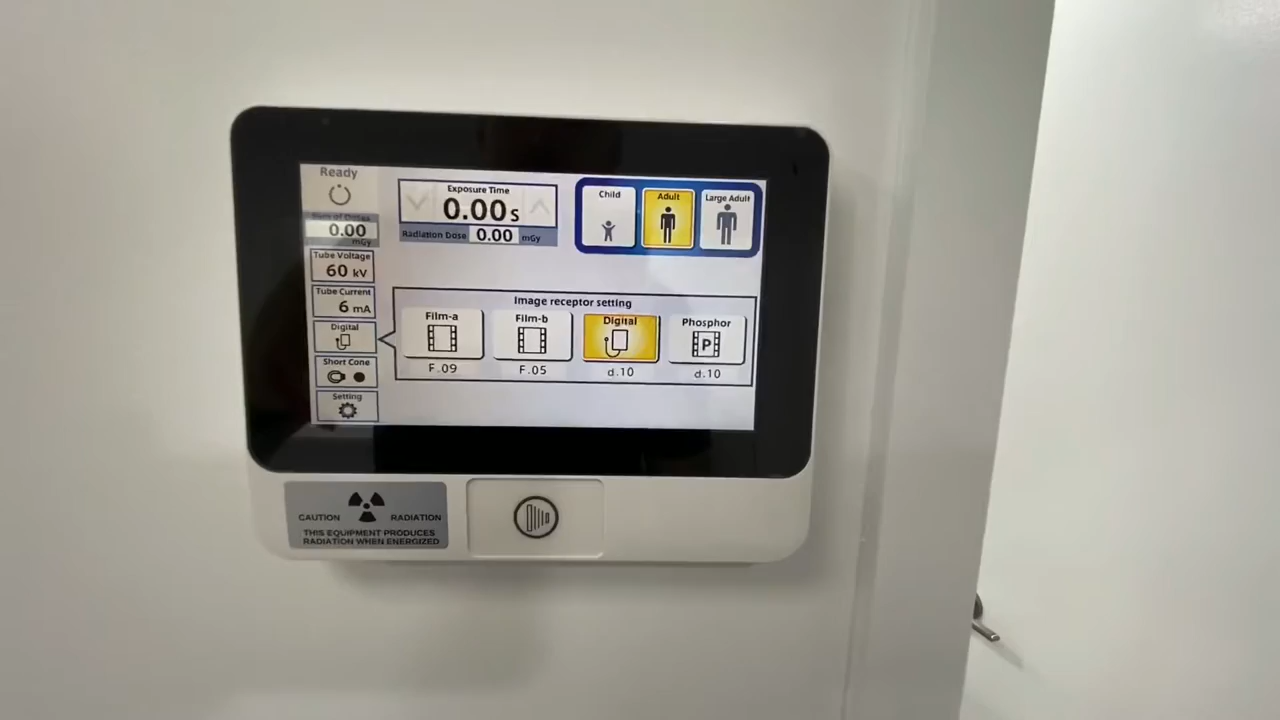 Ready
Sum of Doses
0.00
mGy
Tube Voltage
60 kV
Tube Current
6 mA
Digital
Short Cone
Setting
Exposure Time
0.00s
Radiation Dose 0.00 mGy
Child
Adult
Large Adult
Image receptor setting
Film-a
Film-b
Digital
Phosphor
P
F.09
F.05
d.10
d.10
CAUTION RADIATION
THIS EQUIPMENT PRODUCES
RADIATION WHEN ENERGIZED